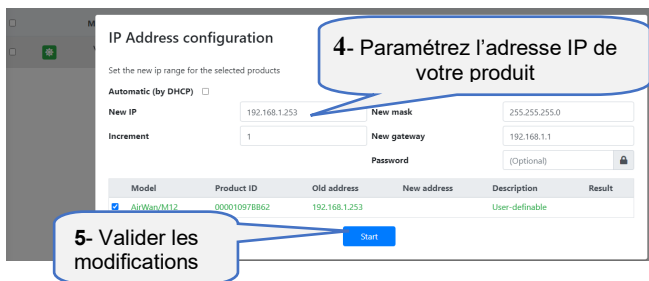 M
IP Address configuration
4- Paramétrez l’adresse IP de
votre produit
Set the new ip range for the selected products
Automatic (by DHCP)
New IP 192.168.1.253 New mask 255.255.255.0
Increment 1 New gateway 192.168.1.1
Password (Optional)
Model Product ID Old address New address Description Result
AirWan/M12 00001097BB62 192.168.1.253 User-definable
Start
5- Valider les
modifications